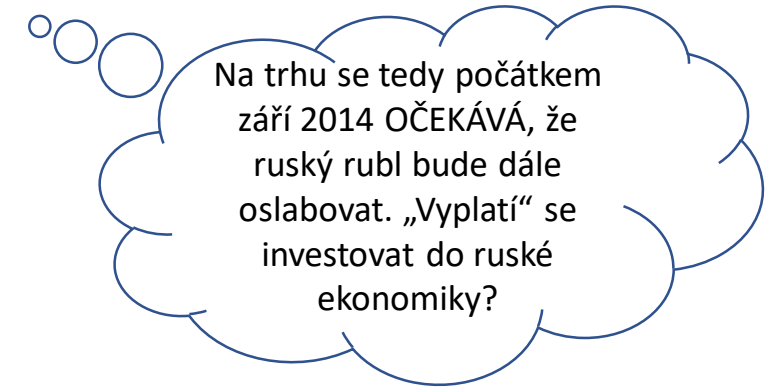 Na trhu se tedy počátkem
září 2014 OČEKÁVÁ, že
ruský rubl bude dále
oslabovat. „Vyplatí“ se
investovat do ruské
ekonomiky?